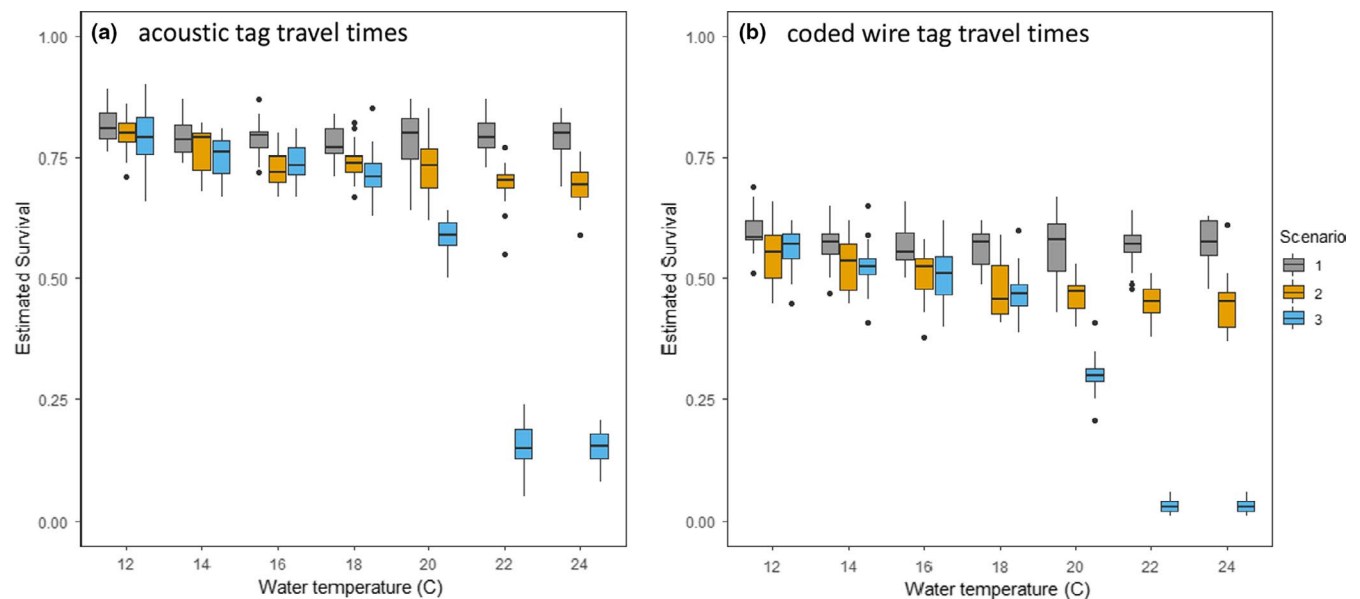 (a) acoustic tag travel times
1.00
0.75
0.50
0.25
0.00
Estimated Survival
12 14 16 18 20 22 24
Water temperature (C)
(b) coded wire tag travel times
1.00
0.75
0.50
0.25
0.00
Estimated Survival
12 14 16 18 20 22 24
Water temperature (C)
Scenario
1
2
3